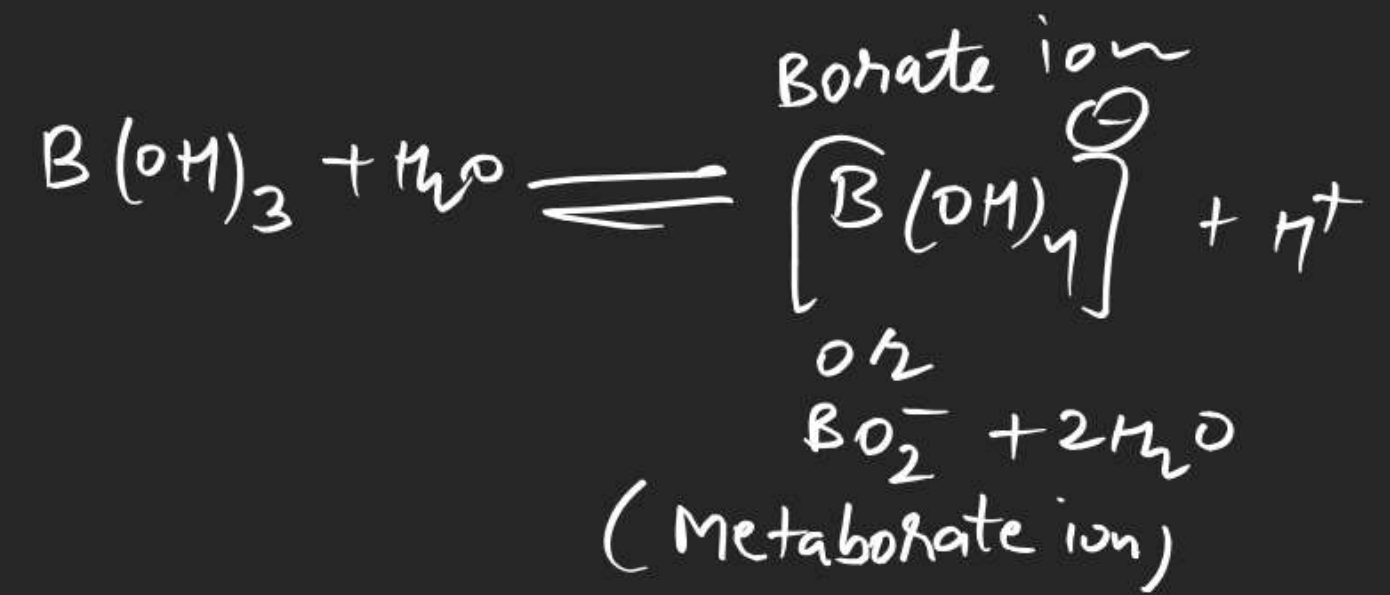 Borate ion
B(OH)₃ + H₂O ⇌ [B(OH)₄]⊖ + H⁺
or
BO₂⁻ + 2H₂O
(Metaborate ion)